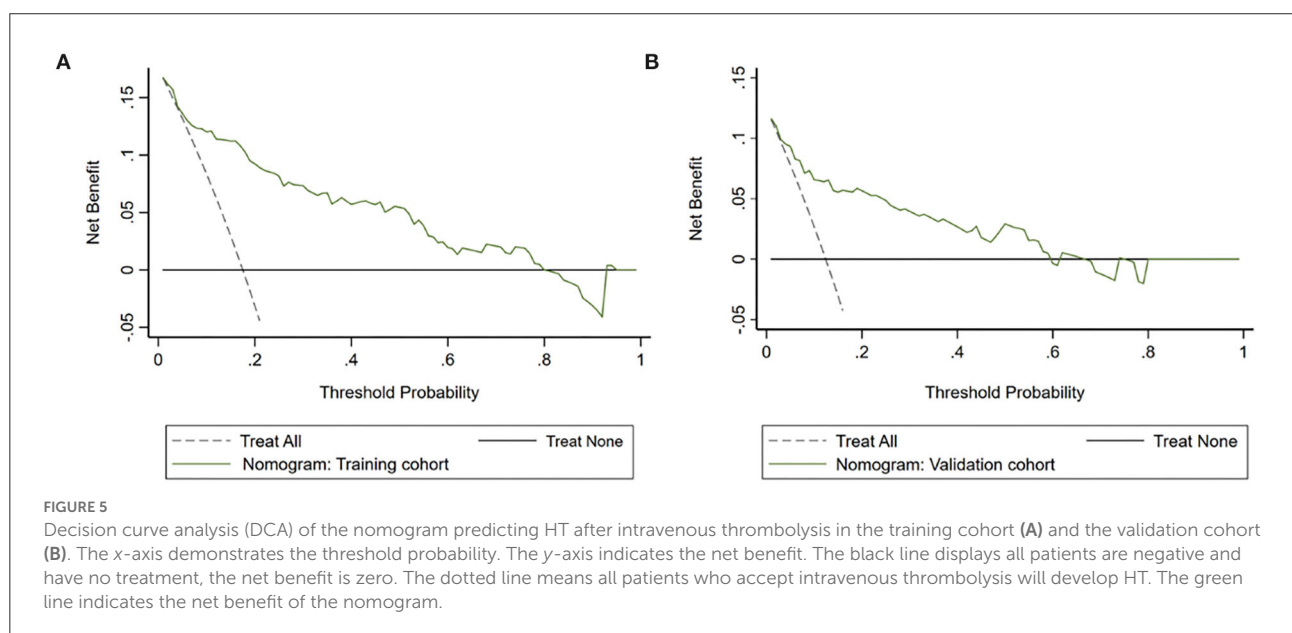 A
B
.15
.1
.05
0
-.05
Net Benefit
0 .2 .4 .6 .8 1
Threshold Probability
Treat All Treat None
Nomogram: Training cohort
.15
.1
.05
0
-.05
Net Benefit
0 .2 .4 .6 .8 1
Threshold Probability
Treat All Treat None
Nomogram: Validation cohort
FIGURE 5
Decision curve analysis (DCA) of the nomogram predicting HT after intravenous thrombolysis in the training cohort (A) and the validation cohort
(B). The x-axis demonstrates the threshold probability. The y-axis indicates the net benefit. The black line displays all patients are negative and
have no treatment, the net benefit is zero. The dotted line means all patients who accept intravenous thrombolysis will develop HT. The green
line indicates the net benefit of the nomogram.